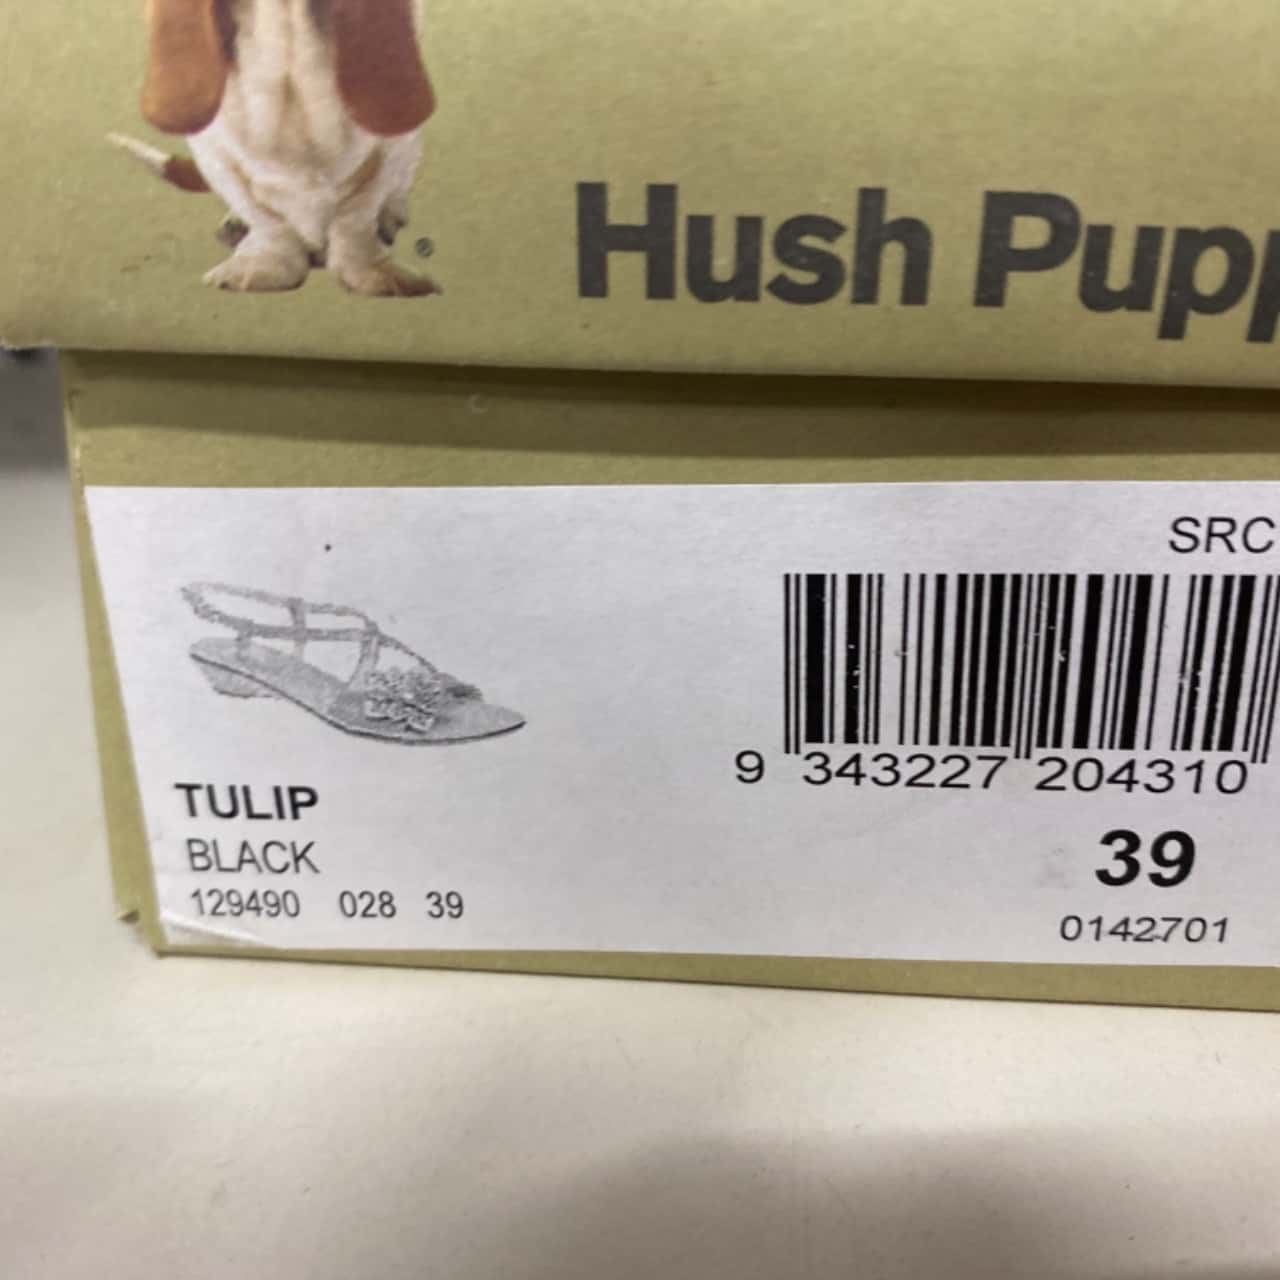 ®
Hush Pupp
SRC
9 343227 204310
TULIP
BLACK
129490 028 39
39
0142701